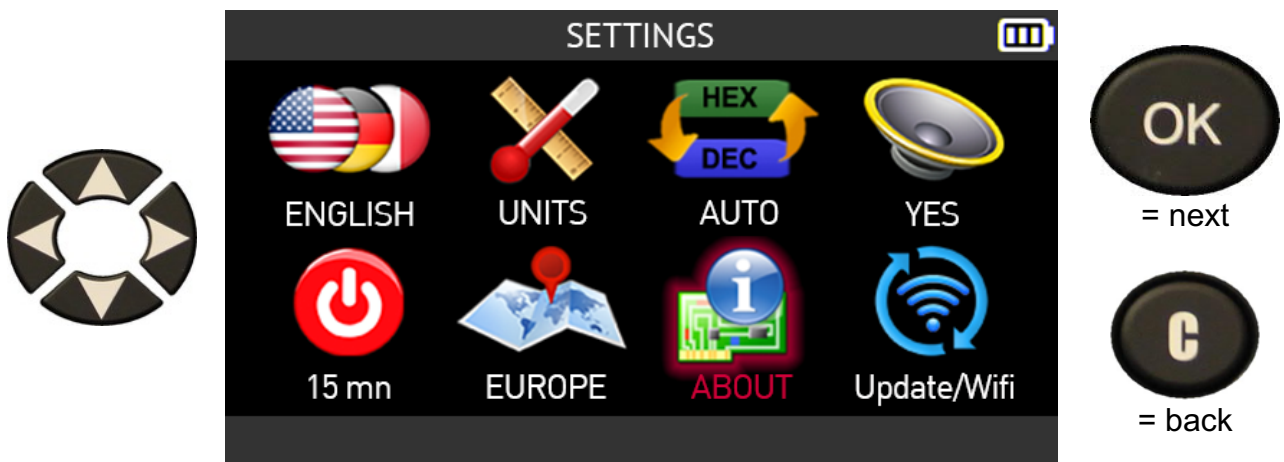 SETTINGS
HEX
DEC
ENGLISH UNITS AUTO YES
i
15 mn EUROPE ABOUT Update/Wifi
OK
= next
C
= back